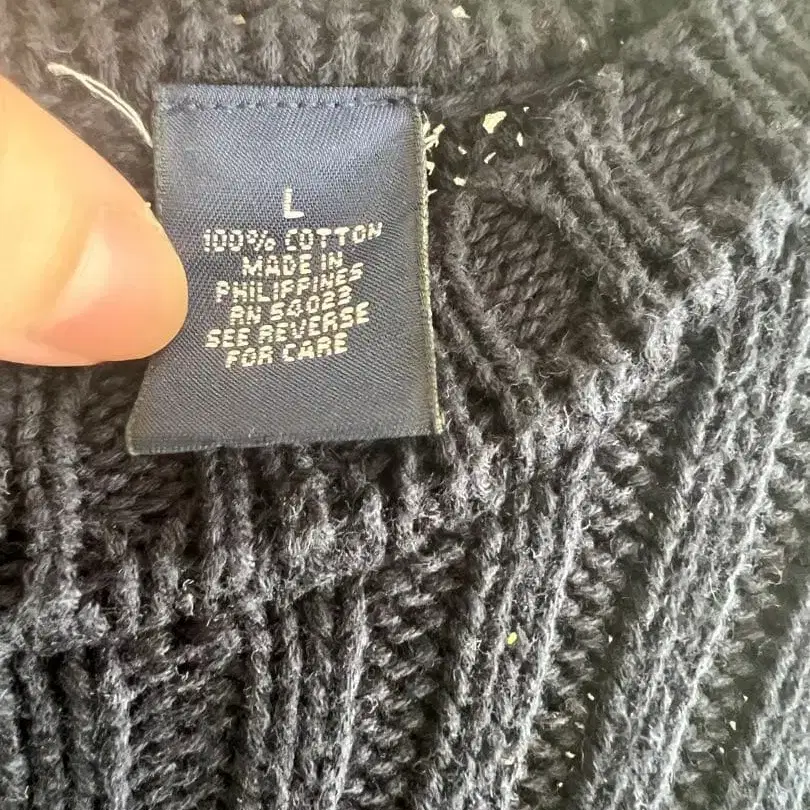 L
100% COTTON
MADE IN
PHILIPPINES
RN 54023
SEE REVERSE
FOR CARE